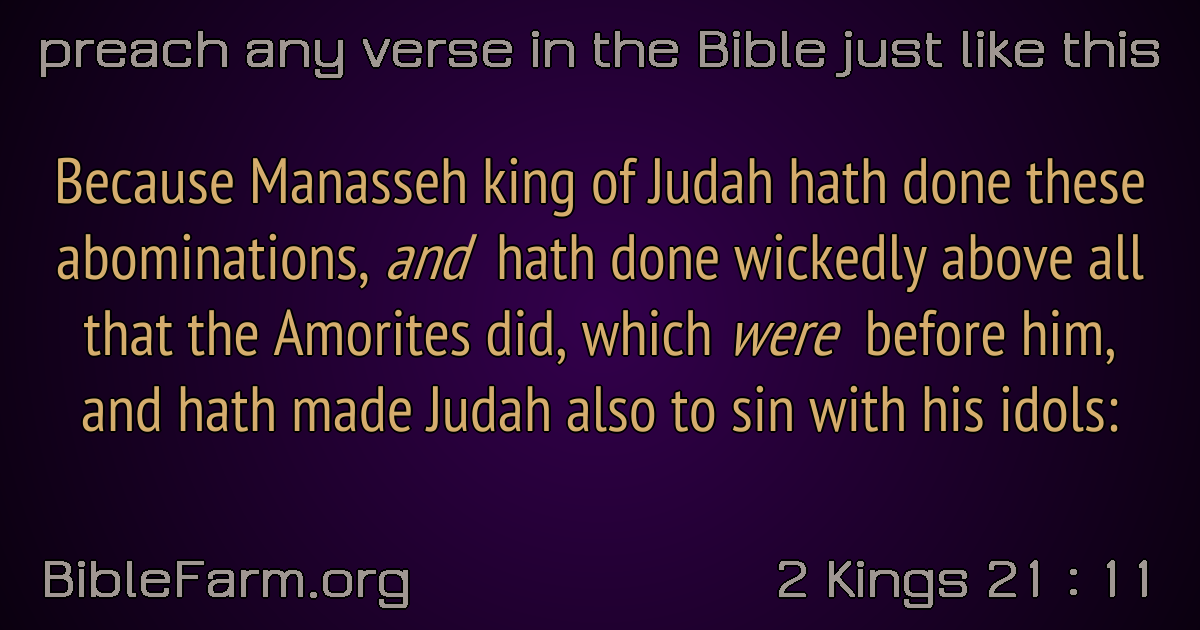 preach any verse in the Bible just like this
Because Manasseh king of Judah hath done these
abominations, and hath done wickedly above all
that the Amorites did, which were before him,
and hath made Judah also to sin with his idols:
BibleFarm.org
2 Kings 21 : 11